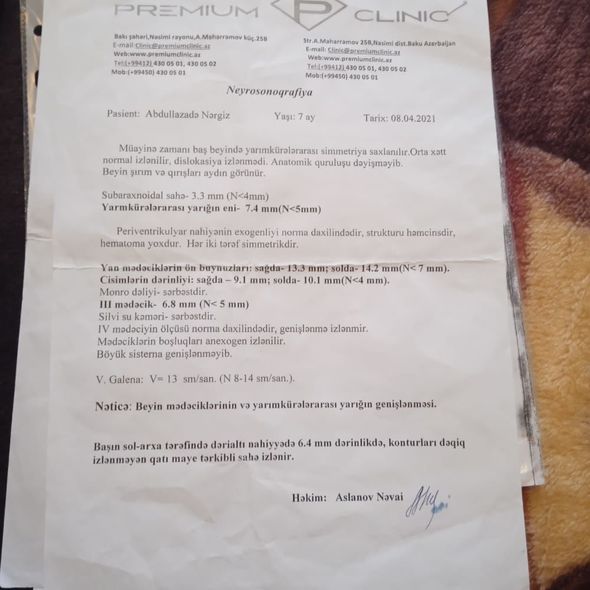 PREMIUM P CLINIC
Bakı şəhəri,Nəsimi rayonu,A.Məhərrəmov küç.25B
E-mail:Clinic@premiumclinic.az
Web:www.premiumclinic.az
Tel:(+99412) 430 05 01, 430 05 02
Mob:(+99450) 430 05 01
Str.A.Maharramov 25B,Nasimi dist.Baku Azerbaijan
E-mail: Clinic@premiumclinic.az
Web:www.premiumclinic.az
Tel:(+99412) 430 05 01, 430 05 02
Mob:(+99450) 430 05 01
Neyrosonoqrafiya
Pasient: Abdullazadə Nərgiz Yaşı: 7 ay Tarix: 08.04.2021
Müayinə zamanı baş beyində yarımkürələrarası simmetriya saxlanılır.Orta xətt
normal izlənilir, dislokasiya izlənmədi. Anatomik quruluşu dəyişməyib.
Beyin şırım və qırışları aydın görünür.
Subaraxnoidal sahə- 3.3 mm (N<4mm)
Yarmkürələrarası yarığın eni- 7.4 mm(N<5mm)
Periventrikulyar nahiyənin exogenliyi norma daxilindədir, strukturu həmcinsdir,
hematoma yoxdur. Hər iki tərəf simmetrikdir.
Yan mədəciklərin ön buynuzları: sağda- 13.3 mm; solda- 14.2 mm(N< 7 mm).
Cisimlərin dərinliyi: sağda – 9.1 mm; solda- 10.1 mm(N<4 mm).
Monro dəliyi- sərbəstdir.
III mədəcik- 6.8 mm (N< 5 mm)
Silvi su kəməri- sərbəstdir.
IV mədəciyin ölçüsü norma daxilindədir, genişlənmə izlənmir.
Mədəciklərin boşluqları anexogen izlənilir.
Böyük sisterna genişlənməyib.
V. Galena: V= 13 sm/san. (N 8-14 sm/san.).
Nəticə: Beyin mədəciklərinin və yarımkürələrarası yarığın genişlənməsi.
Başın sol-arxa tərəfində dərialtı nahiyyədə 6.4 mm dərinlikdə, konturları dəqiq
izlənməyən qatı maye tərkibli sahə izlənir.
Həkim: Aslanov Nəvai